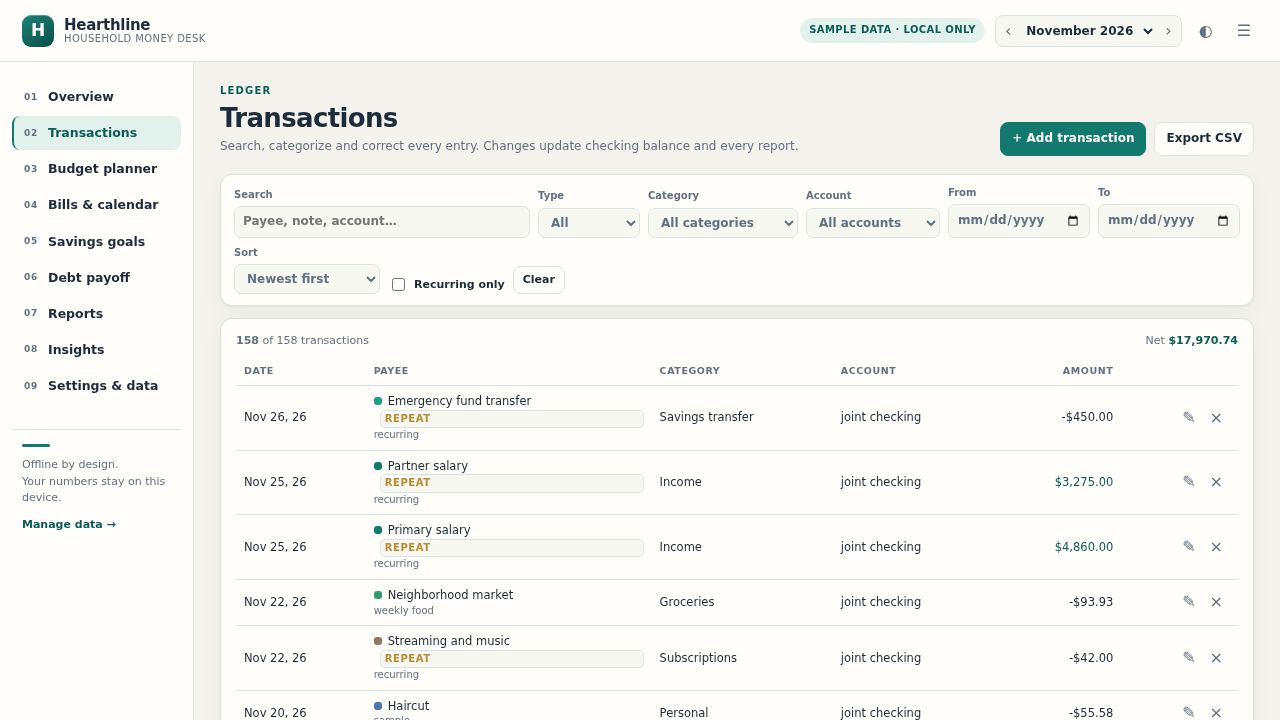 H
Hearthline
HOUSEHOLD MONEY DESK
SAMPLE DATA · LOCAL ONLY
‹ November 2026 ›
01 Overview
02 Transactions
03 Budget planner
04 Bills & calendar
05 Savings goals
06 Debt payoff
07 Reports
08 Insights
09 Settings & data
Offline by design.
Your numbers stay on this
device.
Manage data →
LEDGER
Transactions
Search, categorize and correct every entry. Changes update checking balance and every report.
+ Add transaction
Export CSV
Search Type Category Account From To
Payee, note, account… All All categories All accounts mm/dd/yyyy mm/dd/yyyy
Sort
Newest first Recurring only Clear
158 of 158 transactions Net $17,970.74
DATE PAYEE CATEGORY ACCOUNT AMOUNT
Nov 26, 26 Emergency fund transfer Savings transfer joint checking -$450.00 ✎ ×
REPEAT
recurring
Nov 25, 26 Partner salary Income joint checking $3,275.00 ✎ ×
REPEAT
recurring
Nov 25, 26 Primary salary Income joint checking $4,860.00 ✎ ×
REPEAT
recurring
Nov 22, 26 Neighborhood market Groceries joint checking -$93.93 ✎ ×
weekly food
Nov 22, 26 Streaming and music Subscriptions joint checking -$42.00 ✎ ×
REPEAT
recurring
Nov 20, 26 Haircut Personal joint checking -$55.58 ✎ ×
sample